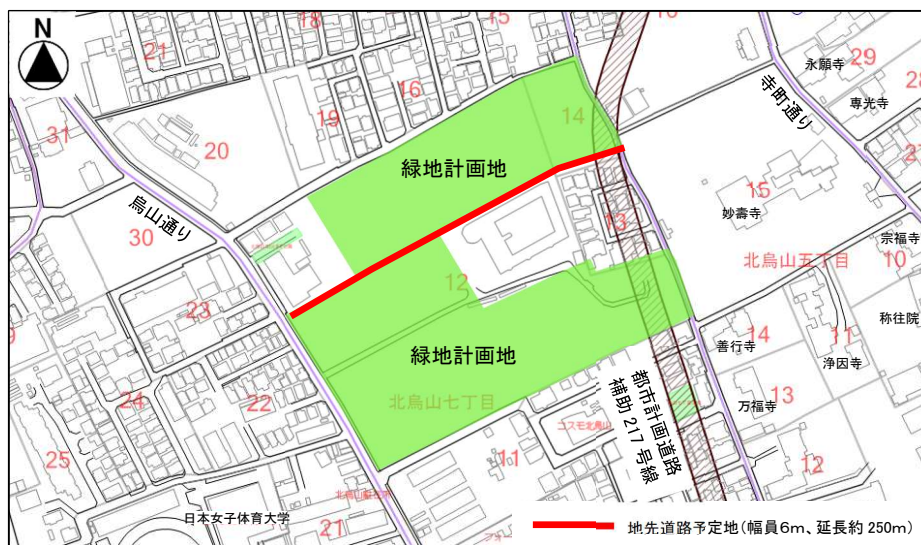 N
21
18
15
16
19
20
31
14
永願寺
29
28
専光寺
寺町通り
27
緑地計画地
烏山通り
30
13
15
妙壽寺
宗福寺
10
北烏山五丁目
12
23
称往院
14
11
善行寺
浄因寺
緑地計画地
都市計画道路
補助217号線
24
22
北烏山七丁目
万福寺
13
コスモ北烏山
25
11
12
日本女子体育大学
21
地先道路予定地(幅員6m、延長約250m)